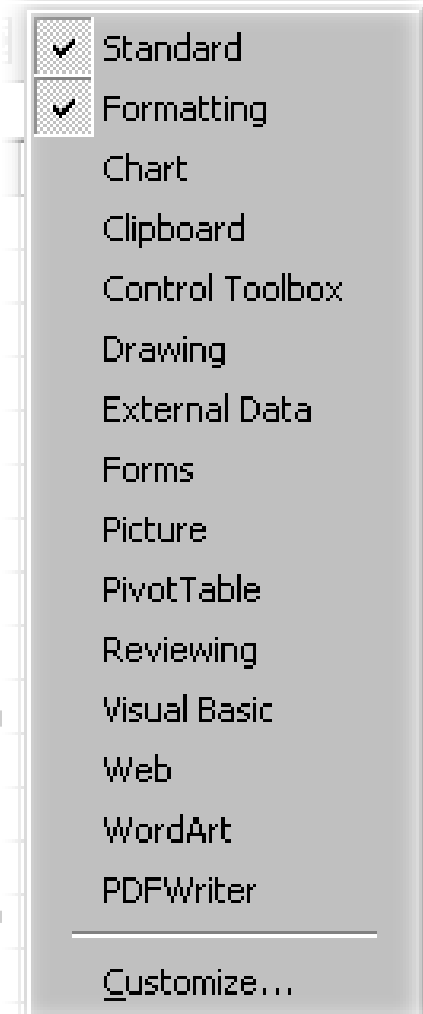 Standard
Formatting
Chart
Clipboard
Control Toolbox
Drawing
External Data
Forms
Picture
PivotTable
Reviewing
Visual Basic
Web
WordArt
PDFWriter
Customize...